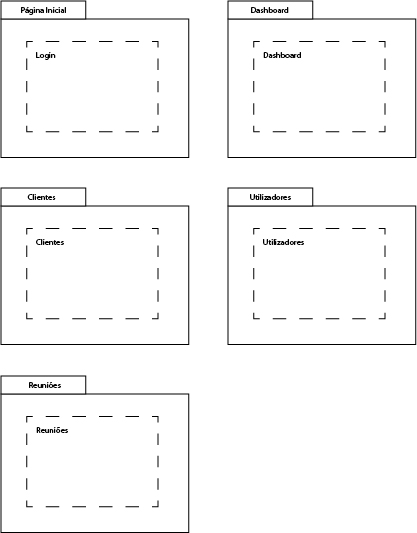 Página Inicial
Login
Dashboard
Dashboard
Clientes
Clientes
Utilizadores
Utilizadores
Reuniões
Reuniões